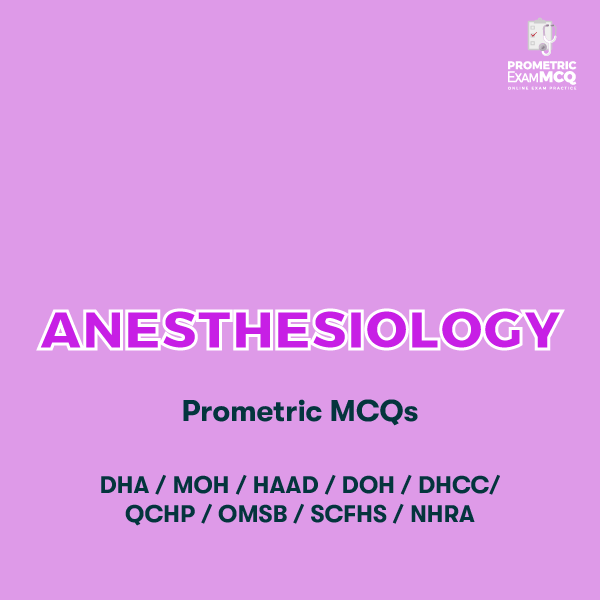 PROMETRIC
EXAMMCQ
ONLINE EXAM PRACTICE
ANESTHESIOLOGY
Prometric MCQs
DHA / MOH / HAAD / DOH / DHCC/
QCHP / OMSB / SCFHS / NHRA